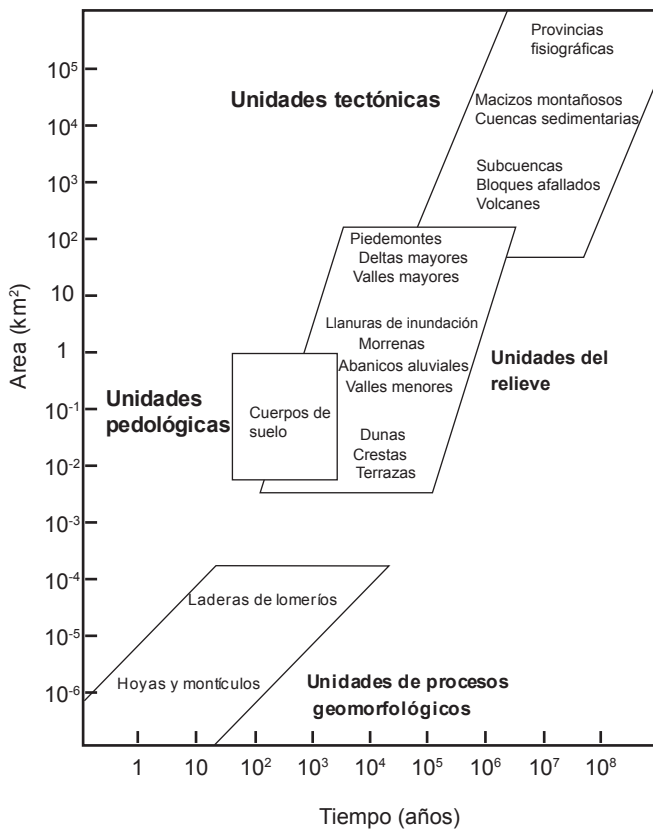 Provincias
fisiográficas
Unidades tectónicas
Macizos montañosos
Cuencas sedimentarias
Subcuencas
Bloques afallados
Volcanes
Piedemontes
Deltas mayores
Valles mayores
Llanuras de inundación
Morrenas
Abanicos aluviales
Valles menores
Dunas
Crestas
Terrazas
Unidades del
relieve
Unidades
pedológicas
Cuerpos de
suelo
Laderas de lomeríos
Hoyas y montículos
Unidades de procesos
geomorfológicos
Area (km²)
10⁵
10⁴
10³
10²
10
1
10⁻¹
10⁻²
10⁻³
10⁻⁴
10⁻⁵
10⁻⁶
1 10 10² 10³ 10⁴ 10⁵ 10⁶ 10⁷ 10⁸
Tiempo (años)